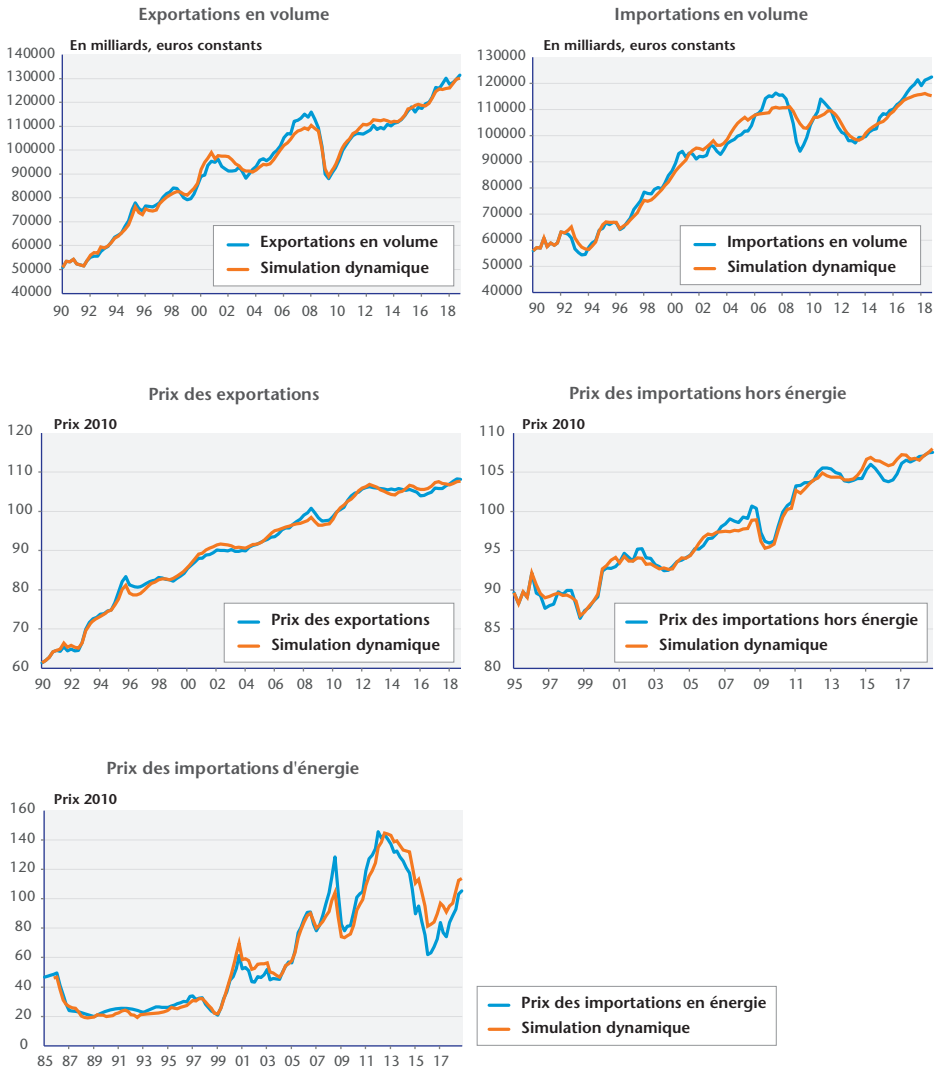 Exportations en volume
En milliards, euros constants
140000
130000
120000
110000
100000
90000
80000
70000
60000
50000
40000
Exportations en volume
Simulation dynamique
90 92 94 96 98 00 02 04 06 08 10 12 14 16 18
Importations en volume
En milliards, euros constants
130000
120000
110000
100000
90000
80000
70000
60000
50000
40000
Importations en volume
Simulation dynamique
90 92 94 96 98 00 02 04 06 08 10 12 14 16 18
Prix des exportations
Prix 2010
120
110
100
90
80
70
60
Prix des exportations
Simulation dynamique
90 92 94 96 98 00 02 04 06 08 10 12 14 16 18
Prix des importations hors énergie
Prix 2010
110
105
100
95
90
85
80
Prix des importations hors énergie
Simulation dynamique
95 97 99 01 03 05 07 09 11 13 15 17
Prix des importations d'énergie
Prix 2010
160
140
120
100
80
60
40
20
0
85 87 89 91 93 95 97 99 01 03 05 07 09 11 13 15 17
Prix des importations en énergie
Simulation dynamique